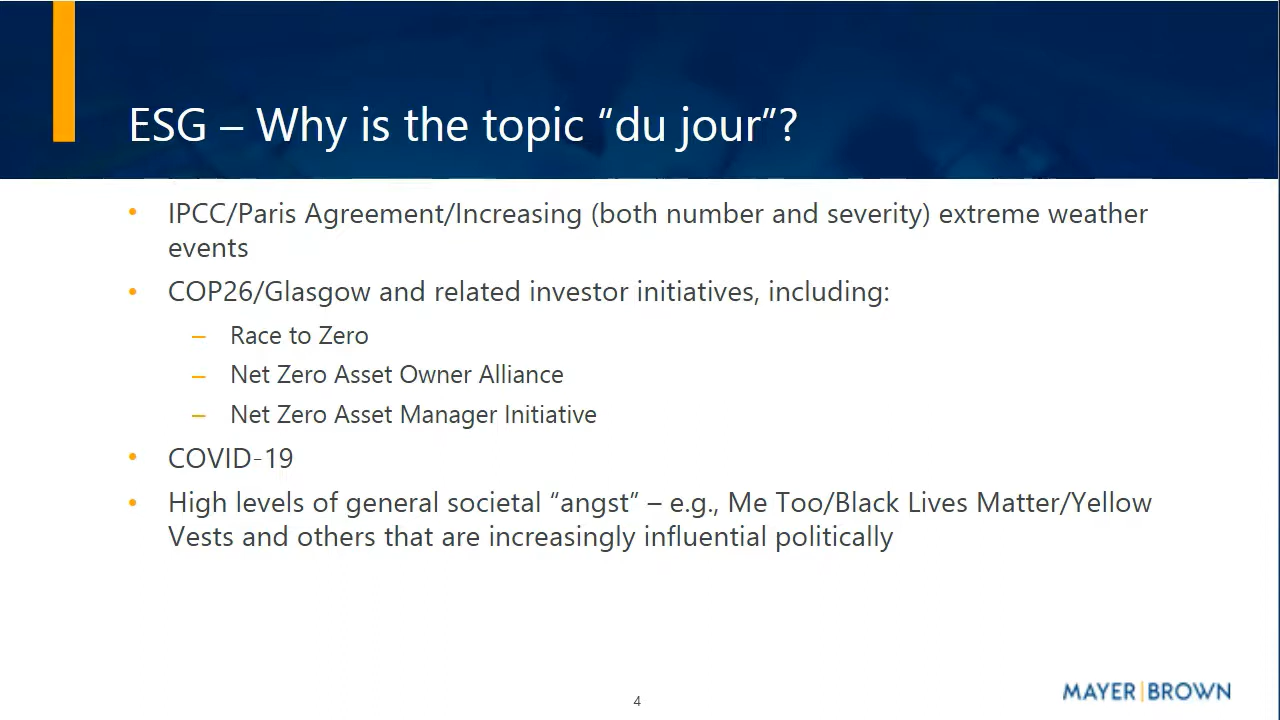 ESG – Why is the topic “du jour”?
• IPCC/Paris Agreement/Increasing (both number and severity) extreme weather
events
• COP26/Glasgow and related investor initiatives, including:
– Race to Zero
– Net Zero Asset Owner Alliance
– Net Zero Asset Manager Initiative
• COVID-19
• High levels of general societal “angst” – e.g., Me Too/Black Lives Matter/Yellow
Vests and others that are increasingly influential politically
4
MAYER|BROWN